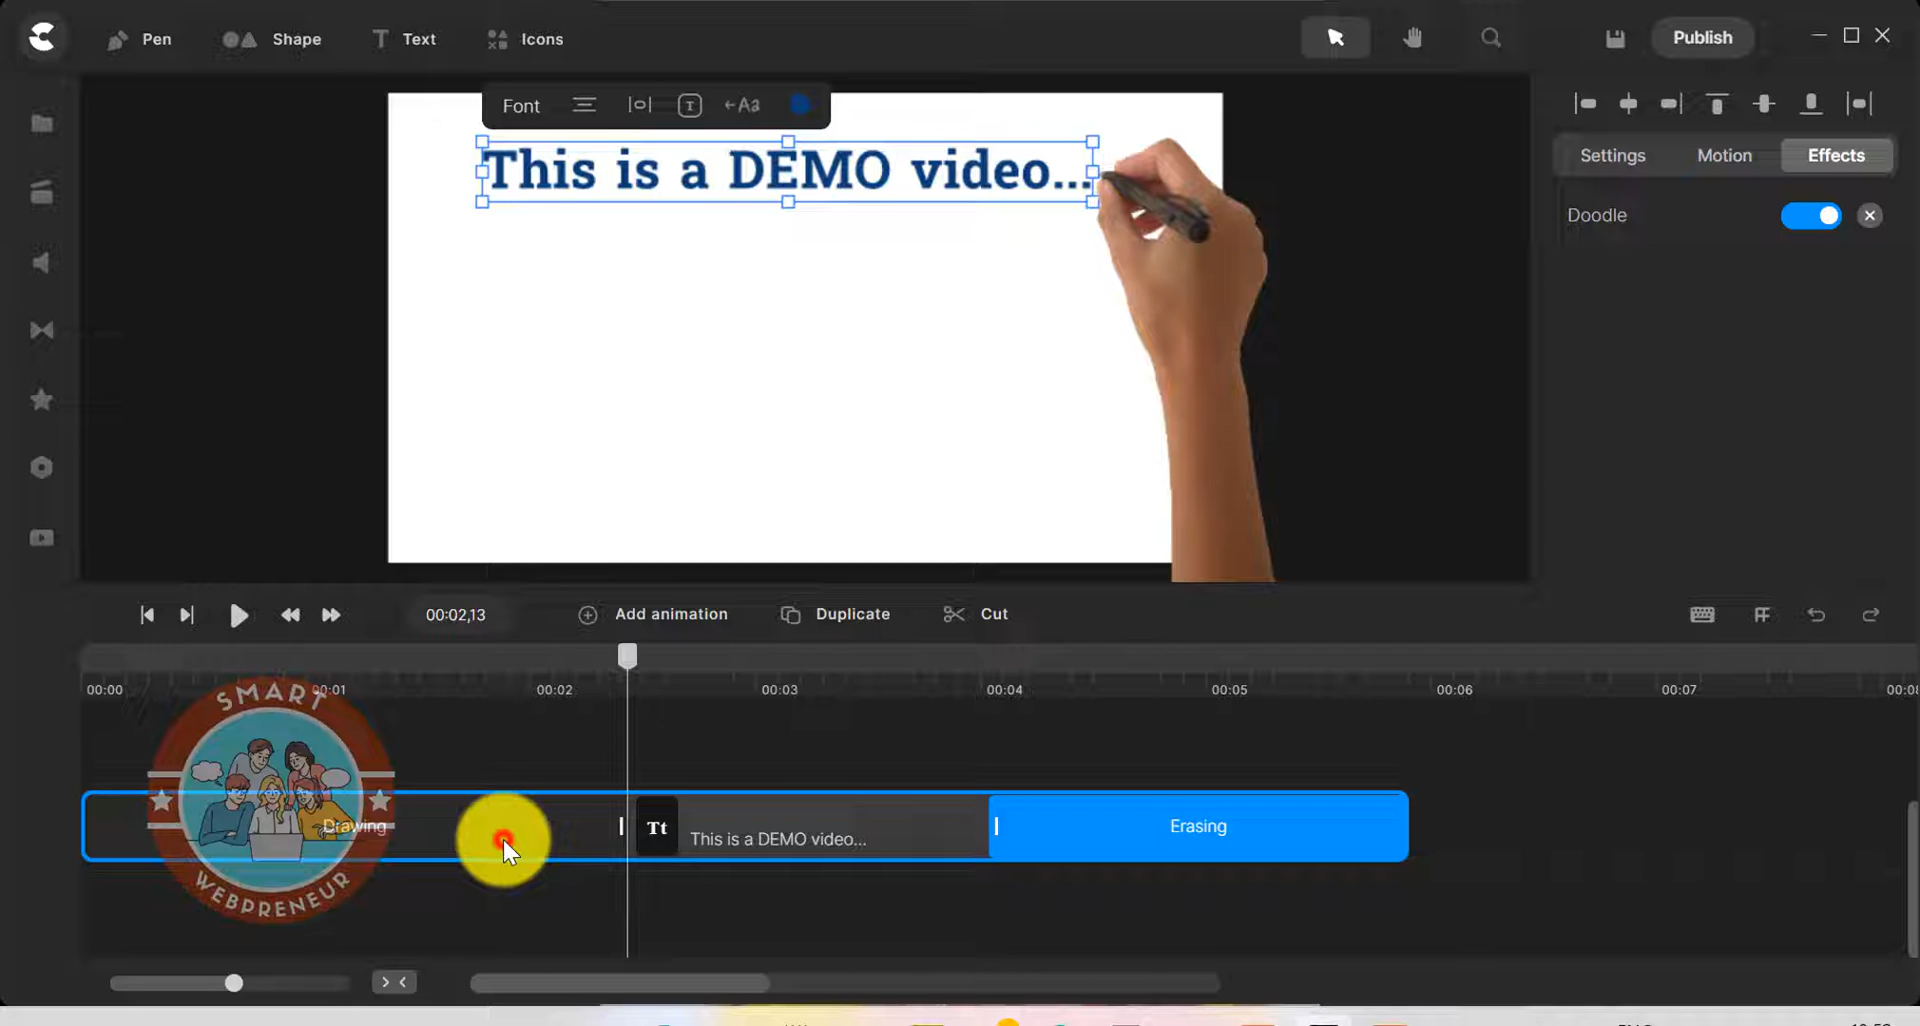 Pen Shape Text Icons Publish
Font Aa
This is a DEMO video...
Settings Motion Effects
Doodle
00:02,13 Add animation Duplicate Cut
00:00 00:01 00:02 00:03 00:04 00:05 00:06 00:07
SMART
Drawing Tt This is a DEMO video... Erasing
WEBPRENEUR